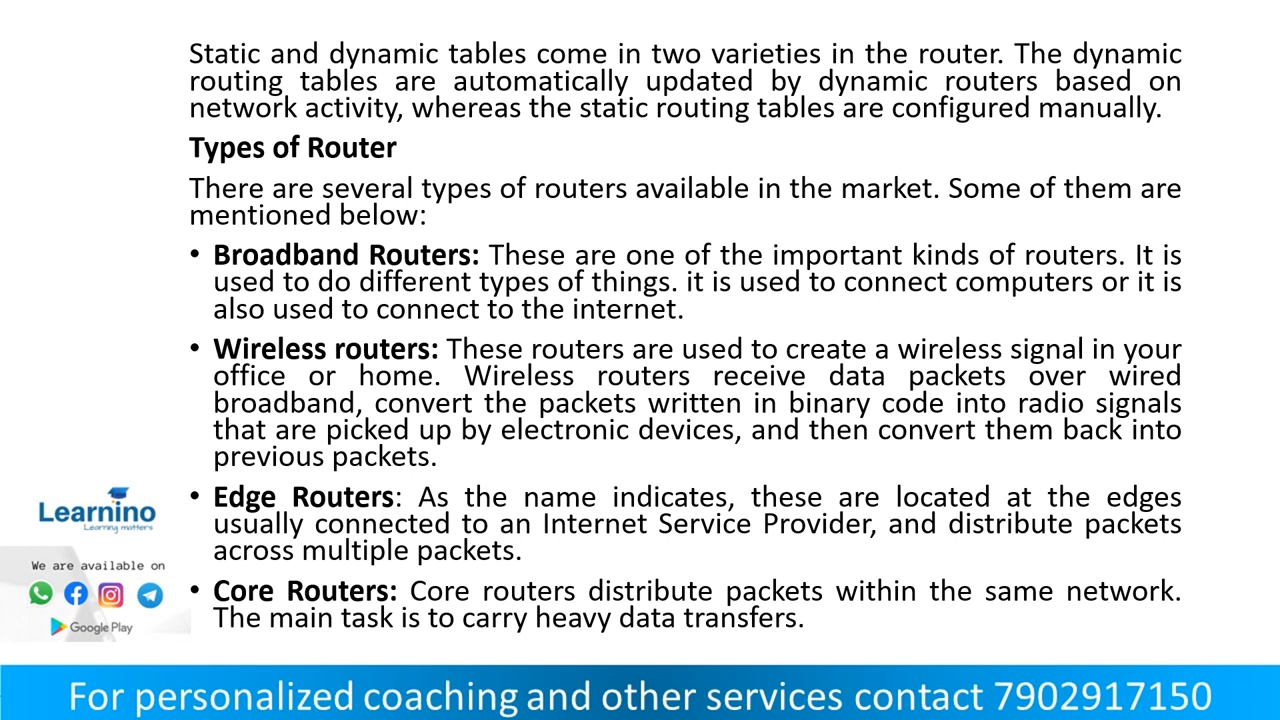 Static and dynamic tables come in two varieties in the router. The dynamic
routing tables are automatically updated by dynamic routers based on
network activity, whereas the static routing tables are configured manually.
Types of Router
There are several types of routers available in the market. Some of them are
mentioned below:
• Broadband Routers: These are one of the important kinds of routers. It is
used to do different types of things. it is used to connect computers or it is
also used to connect to the internet.
• Wireless routers: These routers are used to create a wireless signal in your
office or home. Wireless routers receive data packets over wired
broadband, convert the packets written in binary code into radio signals
that are picked up by electronic devices, and then convert them back into
previous packets.
• Edge Routers: As the name indicates, these are located at the edges
usually connected to an Internet Service Provider, and distribute packets
across multiple packets.
• Core Routers: Core routers distribute packets within the same network.
The main task is to carry heavy data transfers.
Learnino
Learning matters
We are available on
Google Play
For personalized coaching and other services contact 7902917150